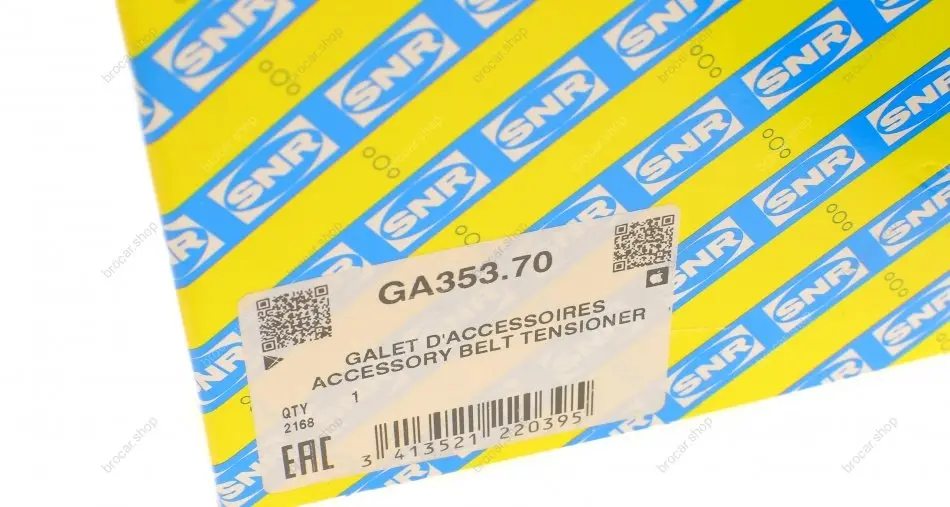 SNR
GA353.70
GALET D'ACCESSOIRES
ACCESSORY BELT TENSIONER
QTY 1
2168
EAC
3 413521 220395
brocar.shop